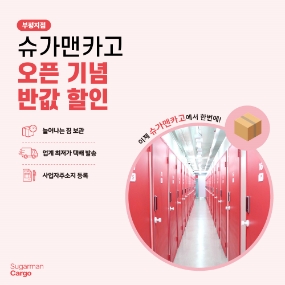 부평지점
슈가맨카고
오픈 기념
반값 할인
늘어나는 짐 보관
업계 최저가 택배 발송
사업자주소지 등록
이제 슈가맨카고에서 한번에!
Sugarman
Cargo